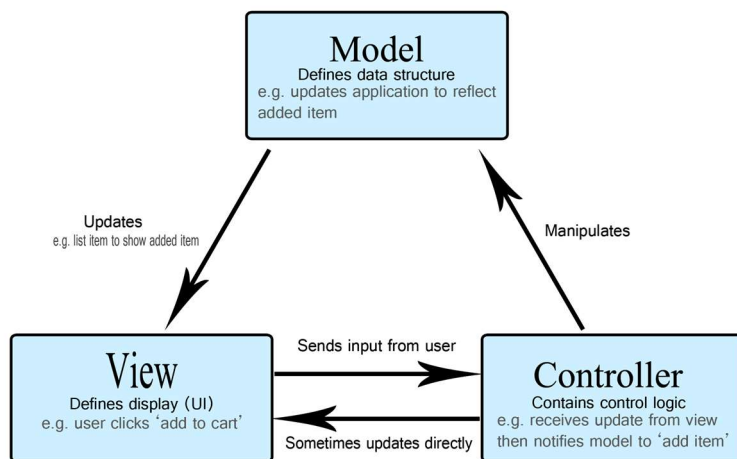 Model
Defines data structure
e.g. updates application to reflect
added item
Updates
e.g. list item to show added item
Manipulates
View
Defines display (UI)
e.g. user clicks ‘add to cart’
Sends input from user
Sometimes updates directly
Controller
Contains control logic
e.g. receives update from view
then notifies model to ‘add item’